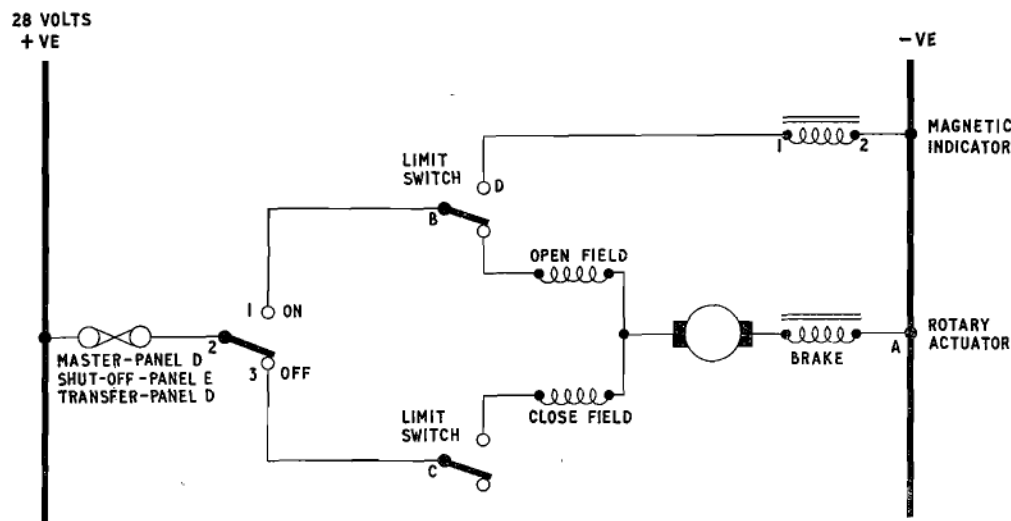 28 VOLTS
+ VE
- VE
MAGNETIC
INDICATOR
1
2
LIMIT
SWITCH
D
B
OPEN FIELD
1
ON
2
MASTER-PANEL D
SHUT-OFF-PANEL E
TRANSFER-PANEL D
3
OFF
BRAKE
A
ROTARY
ACTUATOR
CLOSE FIELD
LIMIT
SWITCH
C